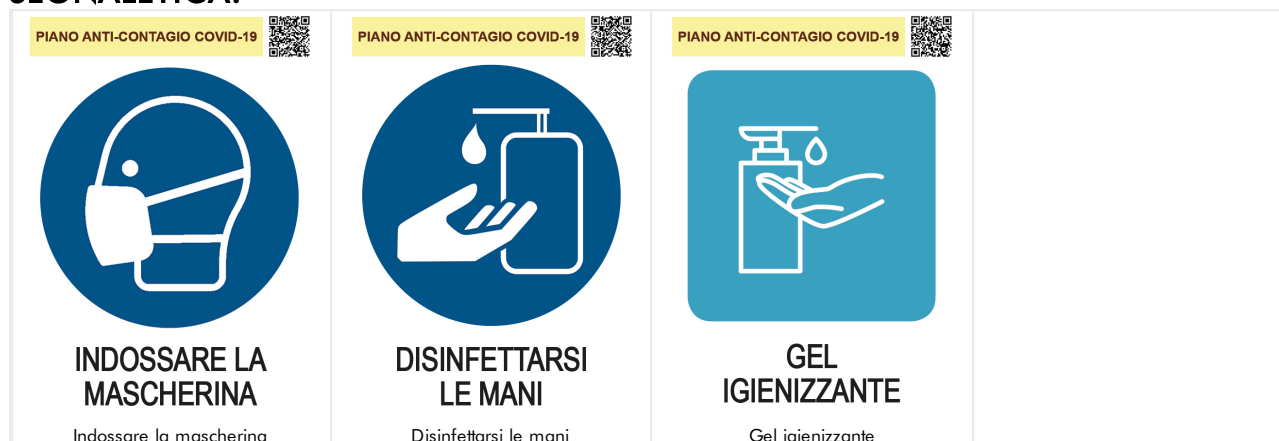 SEGNALETICA:
PIANO ANTI-CONTAGIO COVID-19
INDOSSARE LA
MASCHERINA
Indossare la mascherina
PIANO ANTI-CONTAGIO COVID-19
DISINFETTARSI
LE MANI
Disinfettarsi le mani
PIANO ANTI-CONTAGIO COVID-19
GEL
IGIENIZZANTE
Gel igienizzante